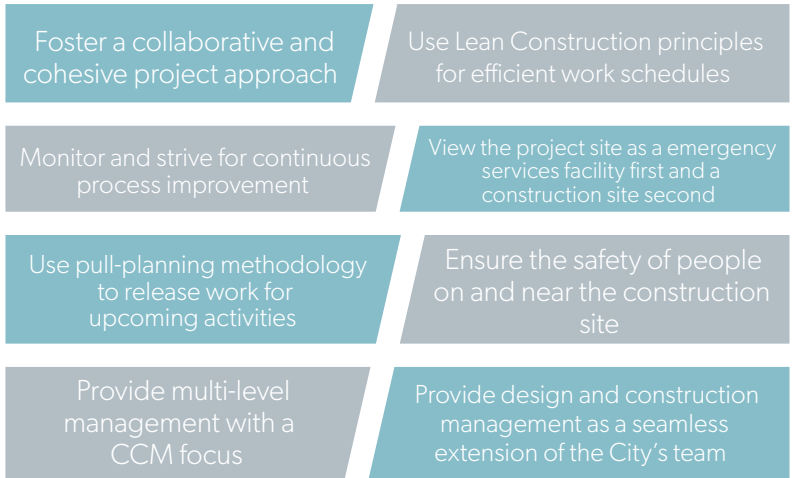 Foster a collaborative and
cohesive project approach
Use Lean Construction principles
for efficient work schedules
Monitor and strive for continuous
process improvement
View the project site as a emergency
services facility first and a
construction site second
Use pull-planning methodology
to release work for
upcoming activities
Ensure the safety of people
on and near the construction
site
Provide multi-level
management with a
CCM focus
Provide design and construction
management as a seamless
extension of the City’s team